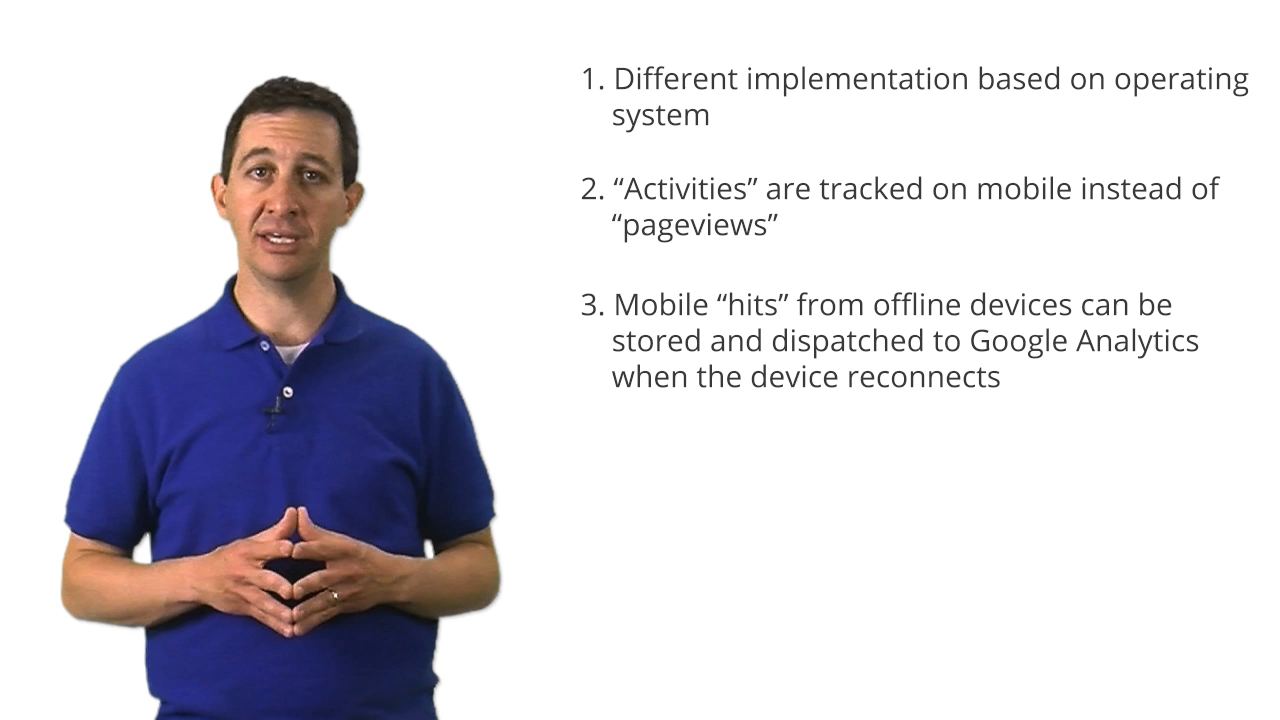 1. Different implementation based on operating
system
2. “Activities” are tracked on mobile instead of
“pageviews”
3. Mobile “hits” from offline devices can be
stored and dispatched to Google Analytics
when the device reconnects